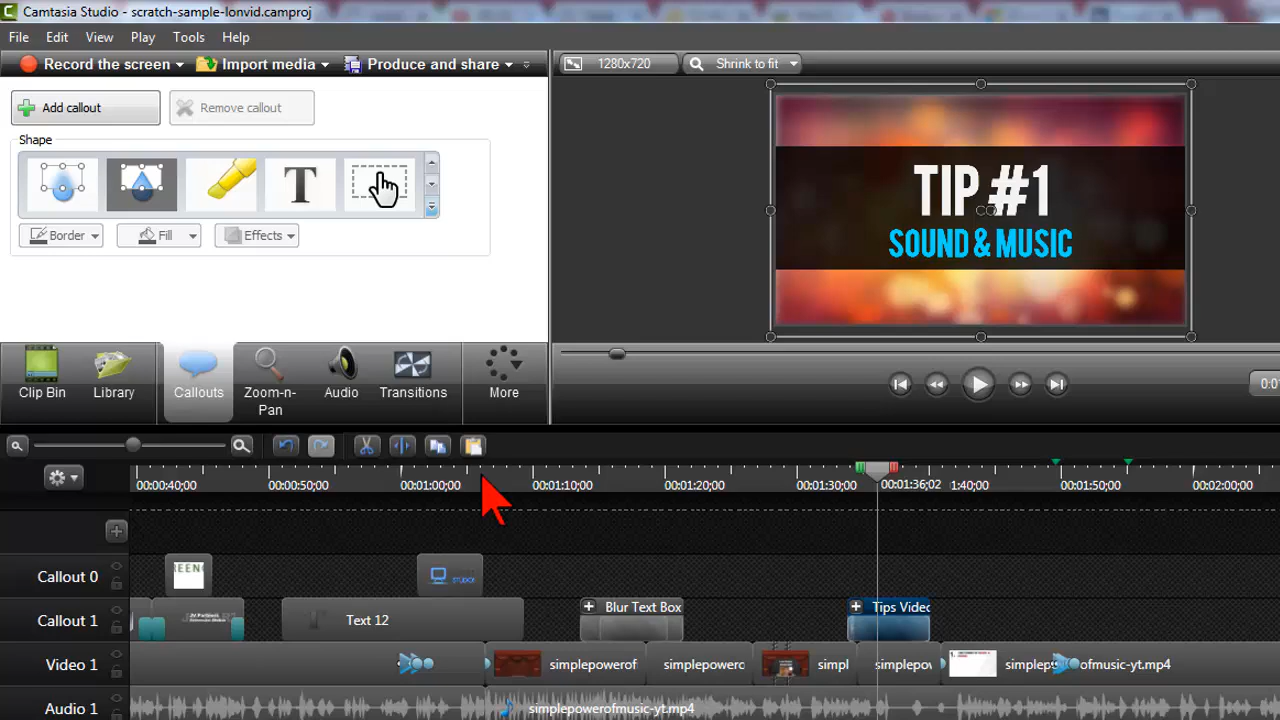 Camtasia Studio - scratch-sample-lonvid.camproj
File Edit View Play Tools Help
Record the screen Import media Produce and share
1280x720 Shrink to fit
Add callout Remove callout
Shape
T
Border Fill Effects
TIP #1
SOUND & MUSIC
Clip Bin Library Callouts Zoom-n-Pan Audio Transitions More
0:0
00:00:40;00 00:00:50;00 00:01:00;00 00:01:10;00 00:01:20;00 00:01:30;00 00:01:36;02 1:40;00 00:01:50;00 00:02:00;00
Callout 0
Callout 1 Text 12 Blur Text Box Tips Videc
Video 1 simplepowerof simplepowerc simpl simplepov simplep ofmusic-yt.mp4
Audio 1 simplepowerofmusic-yt.mp4